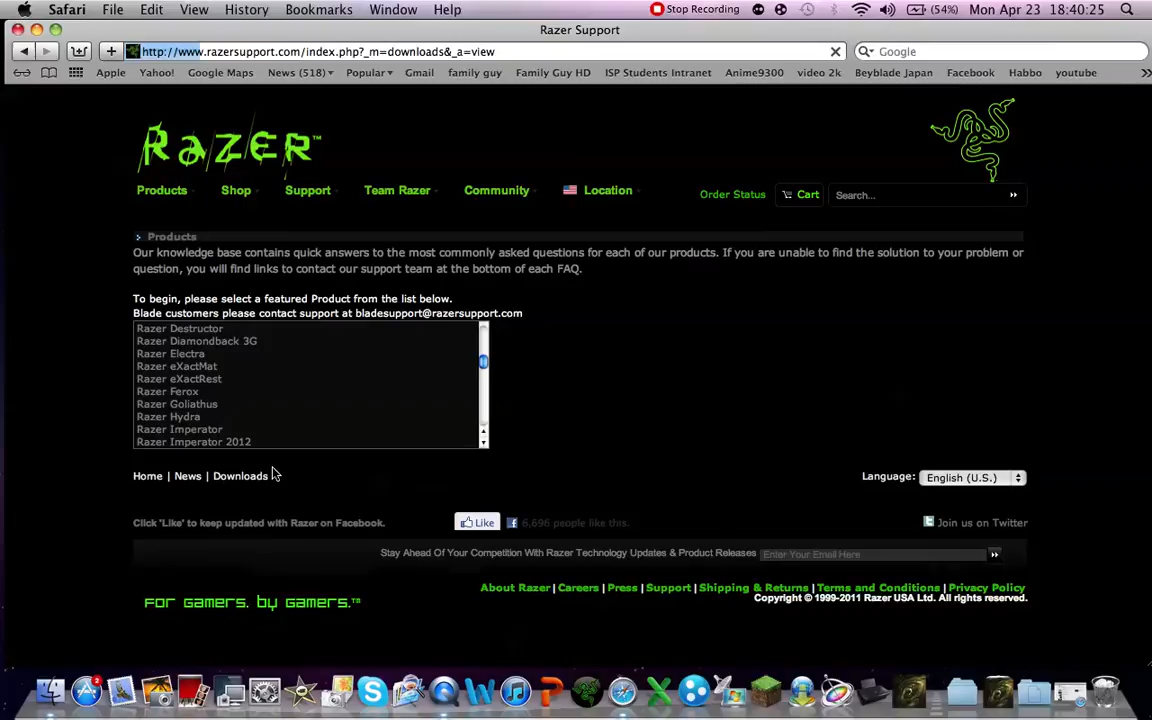 Safari File Edit View History Bookmarks Window Help Stop Recording (54%) Mon Apr 23 18:40:25
Razer Support
http://www.razersupport.com/index.php?_m=downloads&_a=view Google
Apple Yahoo! Google Maps News (518) Popular Gmail family guy Family Guy HD ISP Students Intranet Anime9300 video 2k Beyblade Japan Facebook Habbo youtube
RAZER™
Products Shop Support Team Razer Community Location Order Status Cart Search...
Products
Our knowledge base contains quick answers to the most commonly asked questions for each of our products. If you are unable to find the solution to your problem or
question, you will find links to contact our support team at the bottom of each FAQ.
To begin, please select a featured Product from the list below.
Blade customers please contact support at bladesupport@razersupport.com
Razer Destructor
Razer Diamondback 3G
Razer Electra
Razer eXactMat
Razer eXactRest
Razer Ferox
Razer Goliathus
Razer Hydra
Razer Imperator
Razer Imperator 2012
Home | News | Downloads Language: English (U.S.)
Click 'Like' to keep updated with Razer on Facebook. Like 6,696 people like this. Join us on Twitter
Stay Ahead Of Your Competition With Razer Technology Updates & Product Releases Enter Your Email Here
About Razer | Careers | Press | Support | Shipping & Returns | Terms and Conditions | Privacy Policy
Copyright © 1999-2011 Razer USA Ltd. All rights reserved.
For gamers. by gamers.™
2